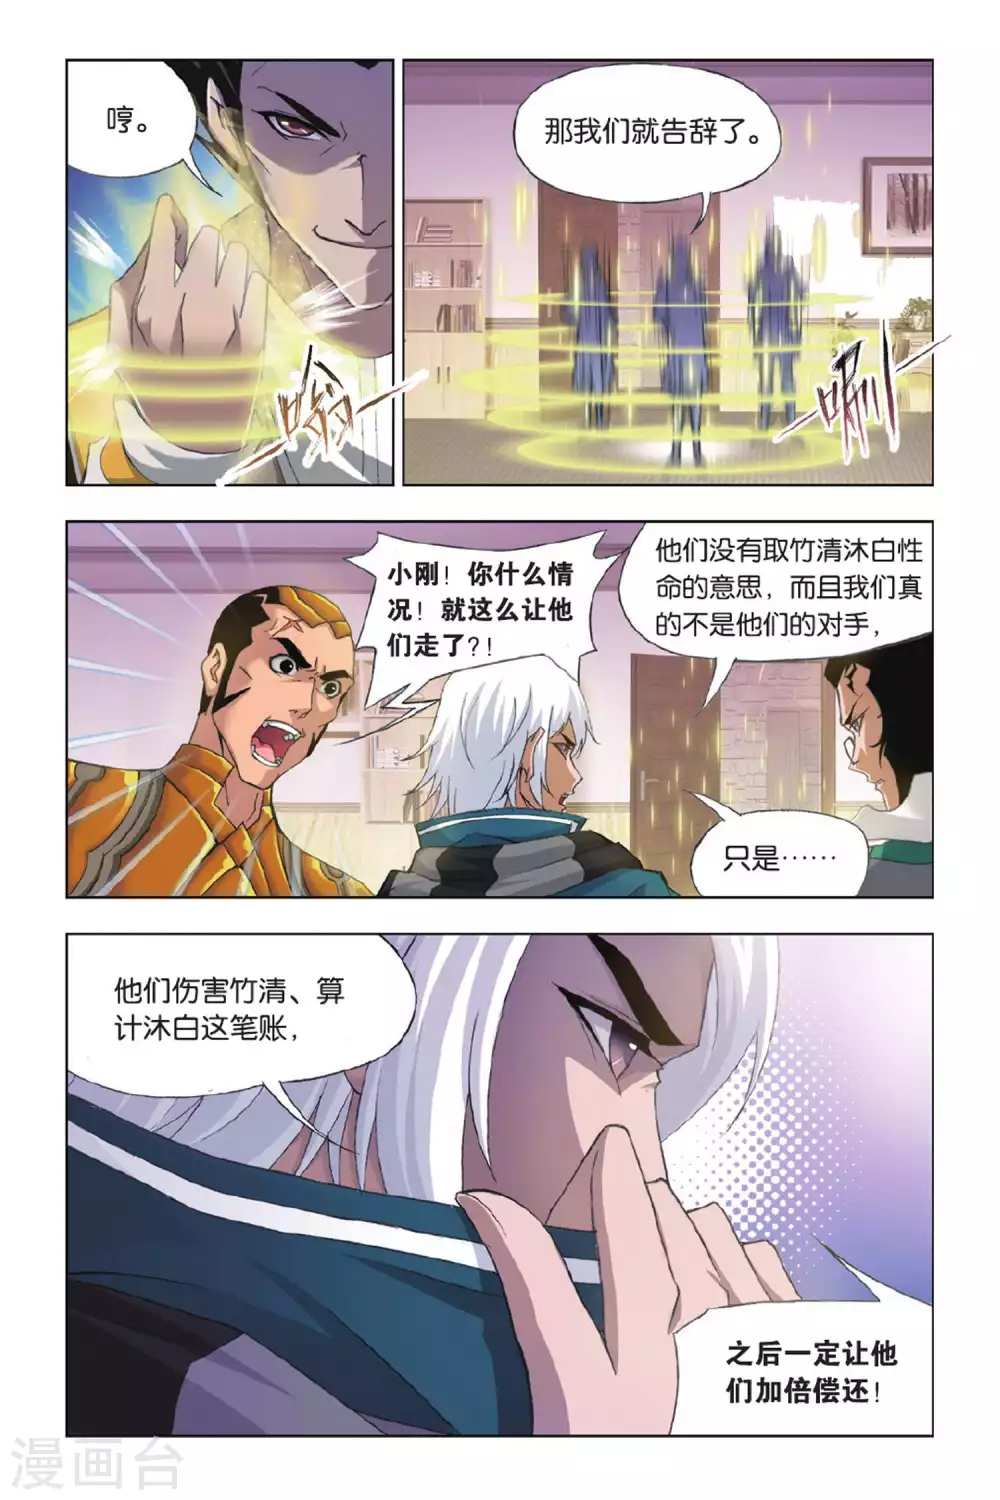 哼。
嗡
那我们就告辞了。
唰
小刚！你什么情
况！就这么让他
们走了？！
他们没有取竹清沐白性
命的意思，而且我们真
的不是他们的对手，
只是……
他们伤害竹清、算
计沐白这笔账，
之后一定让他
们加倍偿还！
漫画台